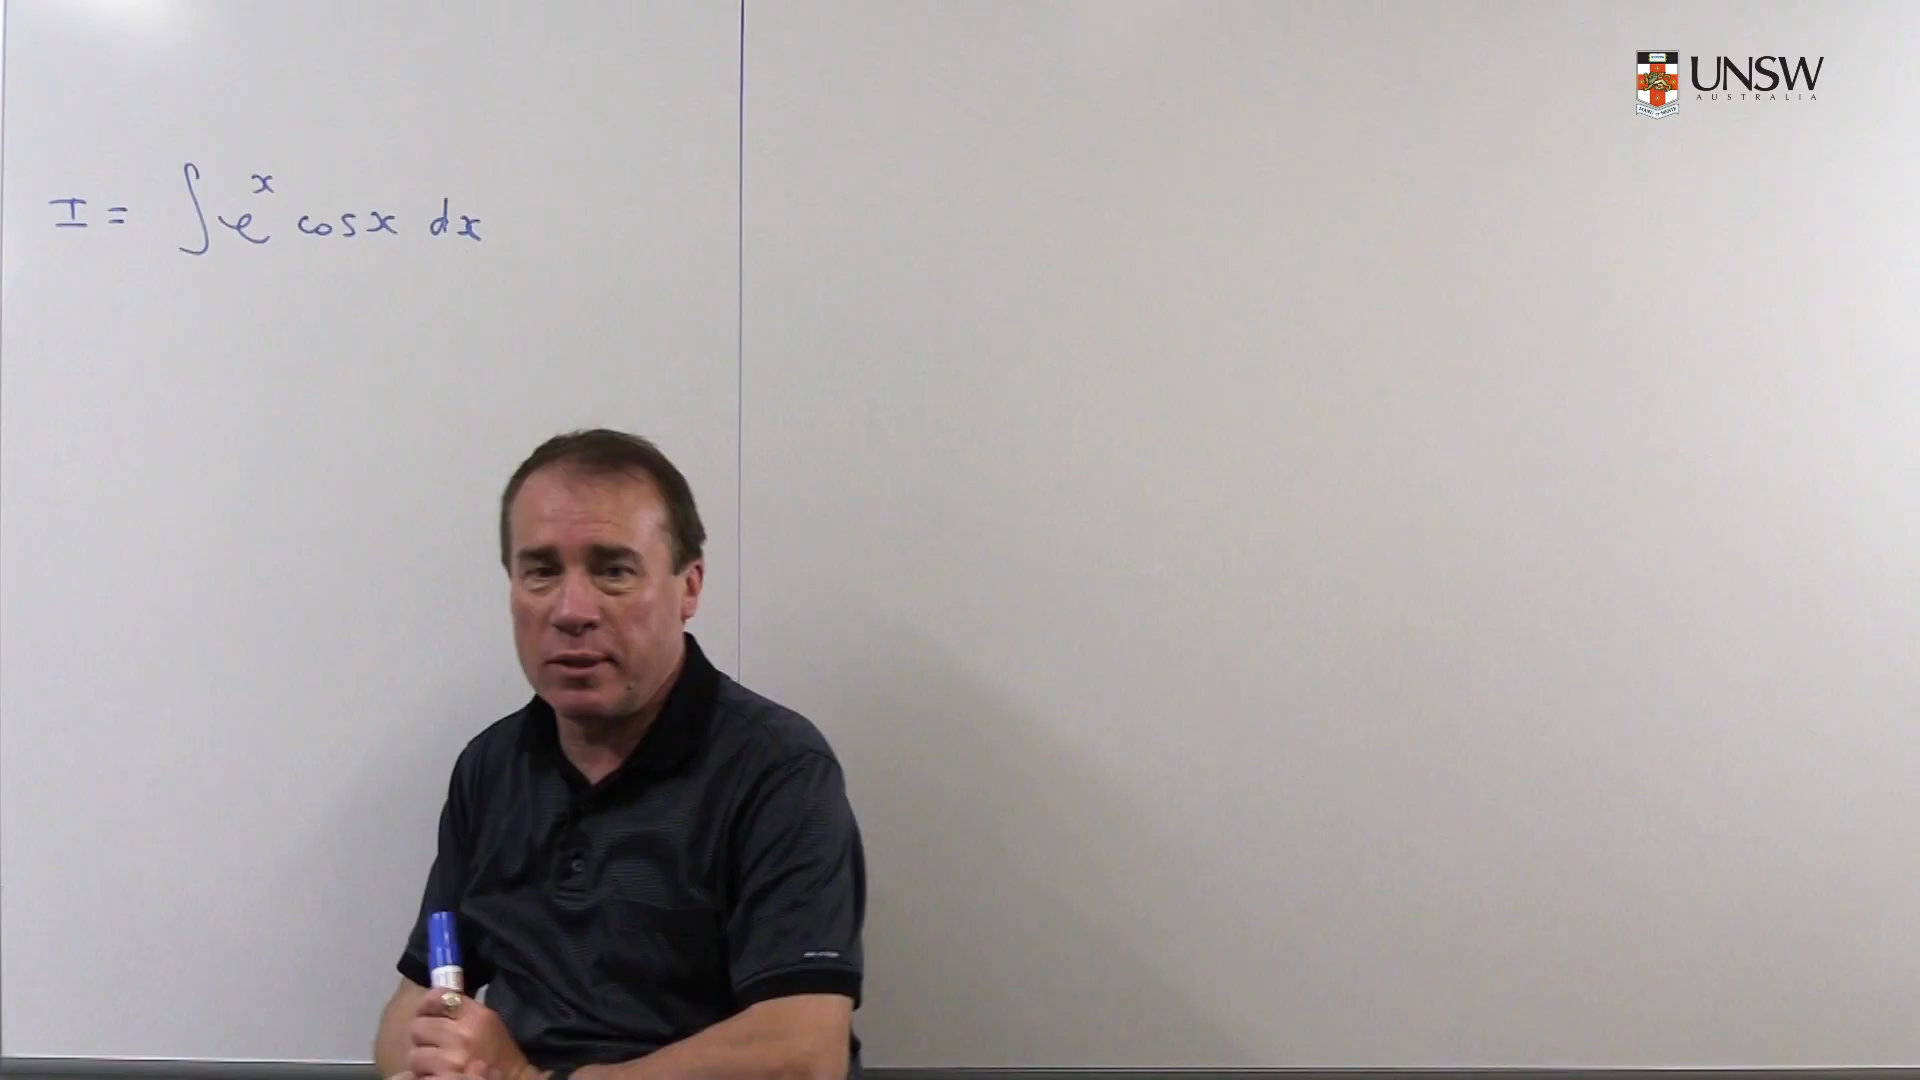 I = ∫ e^x cos x dx
UNSW
AUSTRALIA